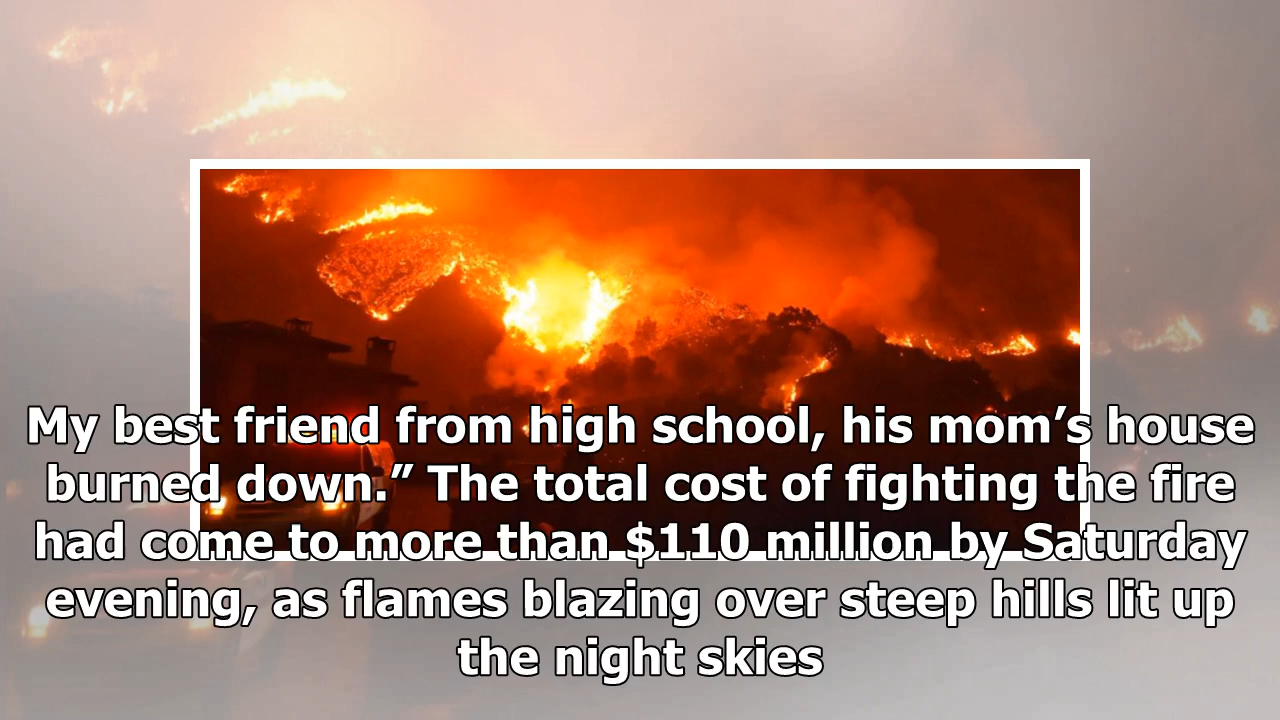 My best friend from high school, his mom’s house
burned down.” The total cost of fighting the fire
had come to more than $110 million by Saturday
evening, as flames blazing over steep hills lit up
the night skies